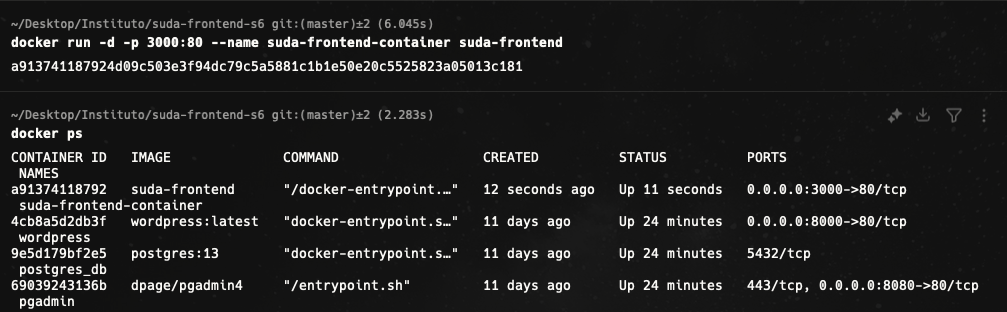 ~/Desktop/Instituto/suda-frontend-s6 git:(master)±2 (6.045s)
docker run -d -p 3000:80 --name suda-frontend-container suda-frontend
a913741187924d09c503e3f94dc79c5a5881c1b1e50e20c5525823a05013c181
~/Desktop/Instituto/suda-frontend-s6 git:(master)±2 (2.283s)
docker ps
CONTAINER ID   IMAGE              COMMAND                  CREATED          STATUS          PORTS
 NAMES
a91374118792   suda-frontend      "/docker-entrypoint.…"   12 seconds ago   Up 11 seconds   0.0.0.0:3000->80/tcp
 suda-frontend-container
4cb8a5d2db3f   wordpress:latest   "docker-entrypoint.s…"   11 days ago      Up 24 minutes   0.0.0.0:8000->80/tcp
 wordpress
9e5d179bf2e5   postgres:13        "docker-entrypoint.s…"   11 days ago      Up 24 minutes   5432/tcp
 postgres_db
69039243136b   dpage/pgadmin4     "/entrypoint.sh"         11 days ago      Up 24 minutes   443/tcp, 0.0.0.0:8080->80/tcp
 pgadmin